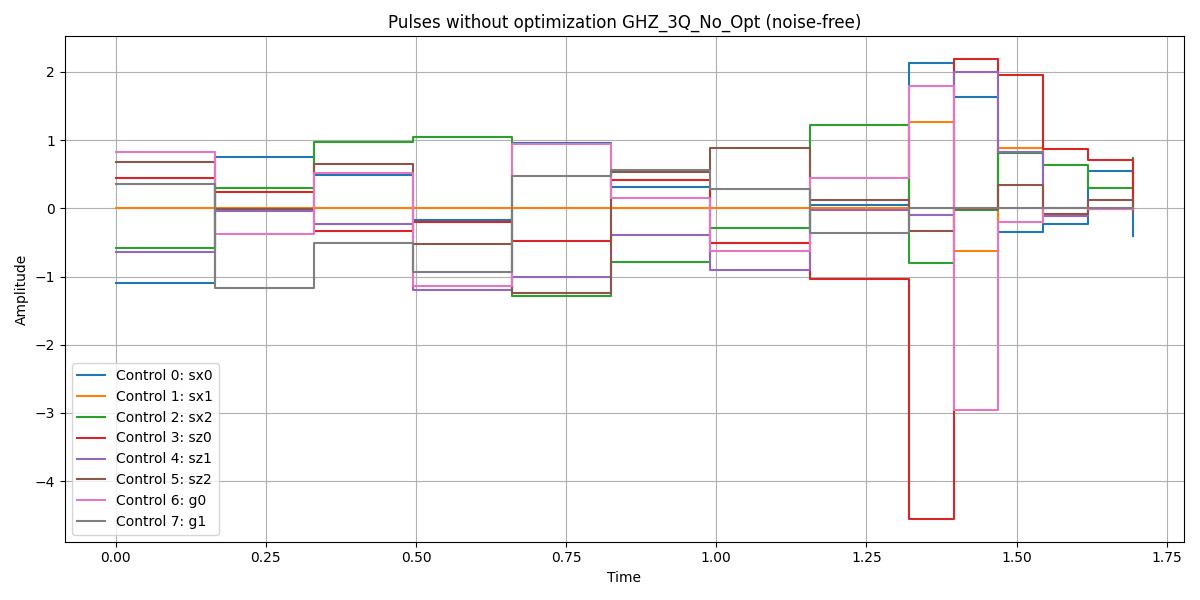 Pulses without optimization GHZ_3Q_No_Opt (noise-free)
Amplitude
2
1
0
−1
−2
−3
−4
Control 0: sx0
Control 1: sx1
Control 2: sx2
Control 3: sz0
Control 4: sz1
Control 5: sz2
Control 6: g0
Control 7: g1
0.00 0.25 0.50 0.75 1.00 1.25 1.50 1.75
Time